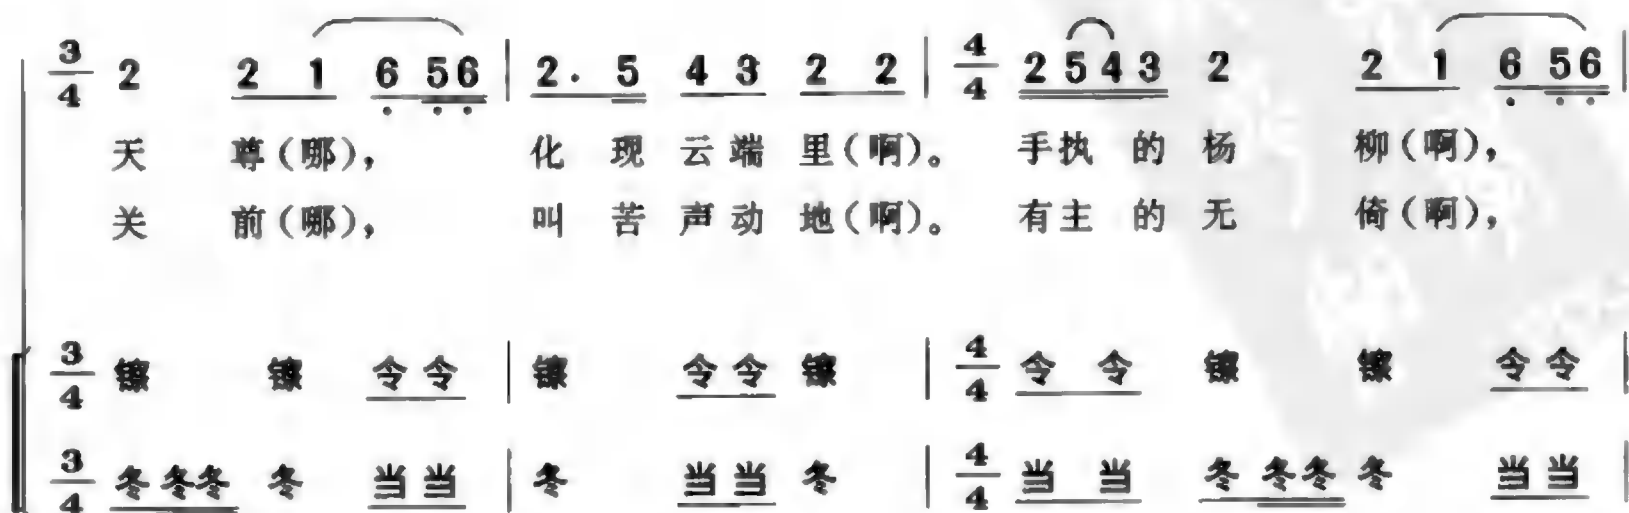 3/4 2 2 1 6 56 | 2· 5 4 3 2 2 | 4/4 2543 2 2 1 6 56 |
天 尊(哪), 化 现 云 端 里(啊)。 手执 的 杨 柳(啊),
关 前(哪), 叫 苦 声 动 地(啊)。 有主 的 无 倚(啊),
3/4 镲 镲 令令 | 镲 令令 镲 | 4/4 令 令 镲 镲 令令 |
3/4 冬冬冬 冬 当当 | 冬 当当 冬 | 4/4 当 当 冬 冬冬 冬 当当 |